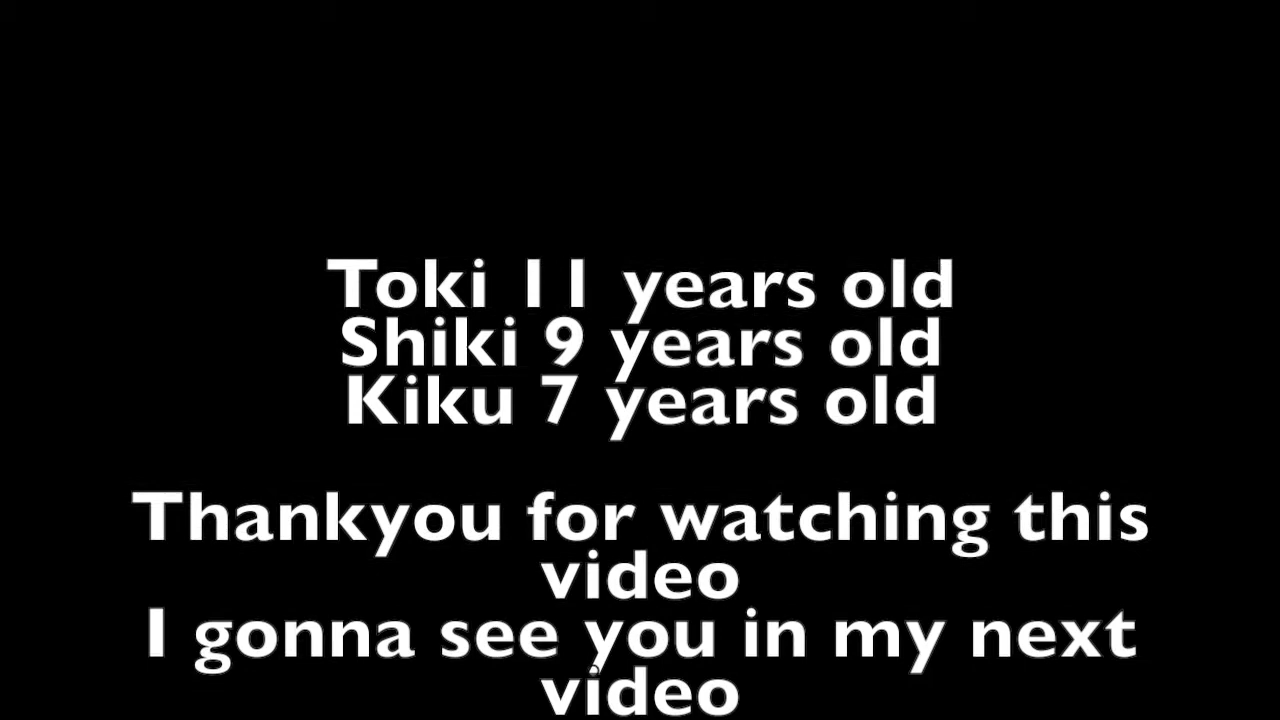 Toki 11 years old
Shiki 9 years old
Kiku 7 years old
Thankyou for watching this
video
I gonna see you in my next
video